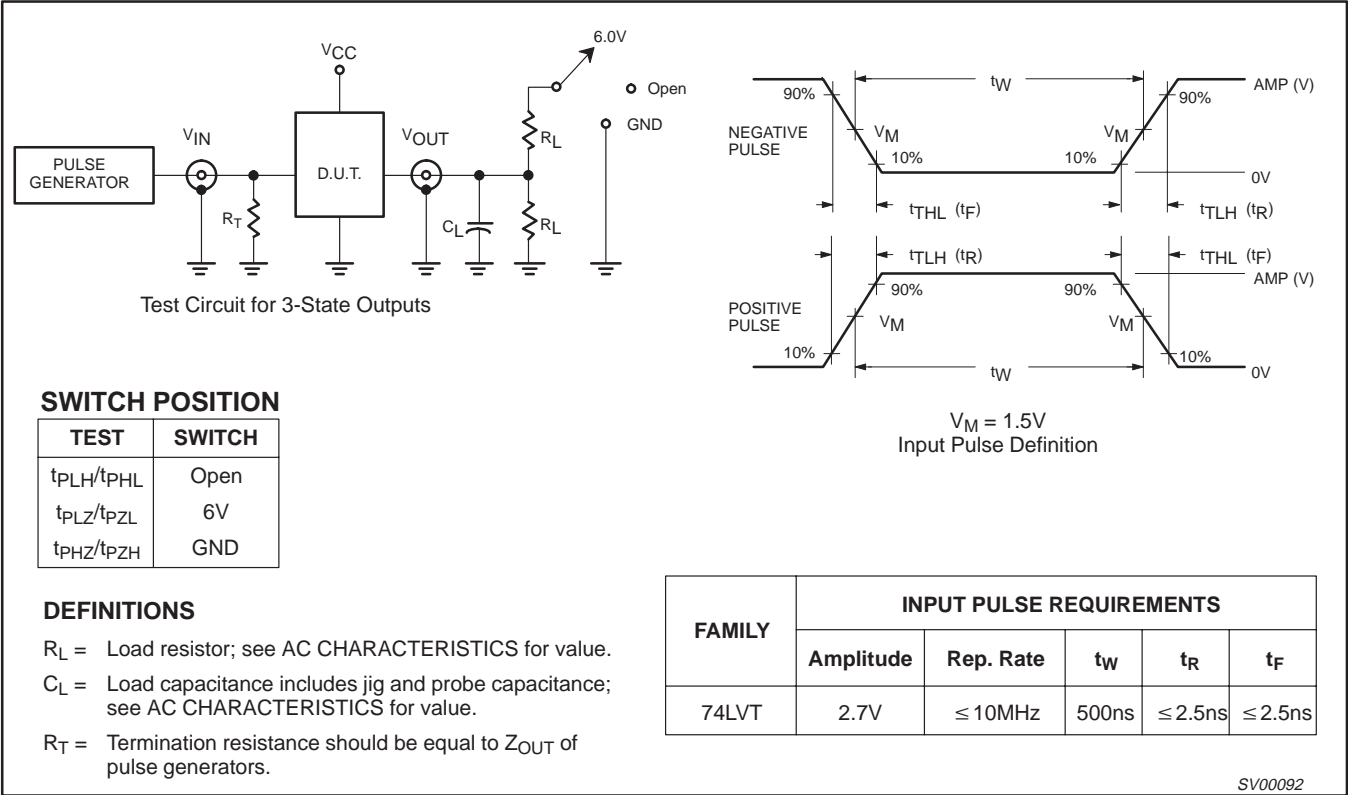 6.0V
VCC
Open
GND
VIN
VOUT
RL
PULSE
GENERATOR
D.U.T.
RT
CL
RL
Test Circuit for 3-State Outputs
tW
AMP (V)
90%
90%
NEGATIVE
PULSE
VM
VM
10%
10%
0V
tTHL (tF)
tTLH (tR)
tTLH (tR)
tTHL (tF)
AMP (V)
90%
90%
POSITIVE
PULSE
VM
VM
10%
10%
tW
0V
VM = 1.5V
Input Pulse Definition
SWITCH POSITION
TEST SWITCH
tPLH/tPHL Open
tPLZ/tPZL 6V
tPHZ/tPZH GND
DEFINITIONS
RL = Load resistor; see AC CHARACTERISTICS for value.
CL = Load capacitance includes jig and probe capacitance;
see AC CHARACTERISTICS for value.
RT = Termination resistance should be equal to ZOUT of
pulse generators.
FAMILY INPUT PULSE REQUIREMENTS
Amplitude Rep. Rate tW tR tF
74LVT 2.7V ≤10MHz 500ns ≤2.5ns ≤2.5ns
SV00092